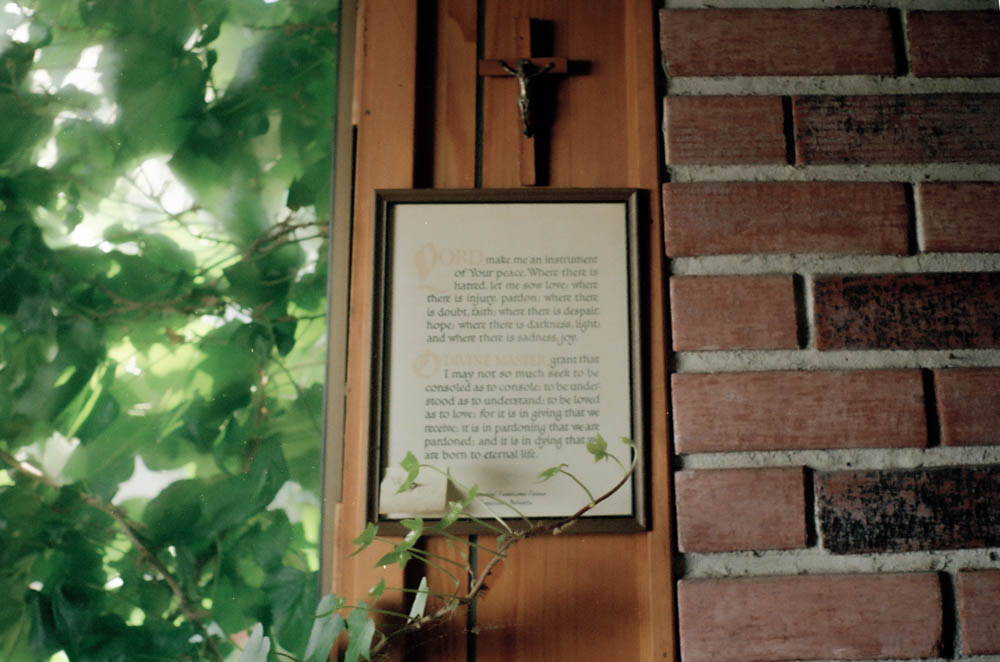 LORD make me an instrument
of Your peace. Where there is
hatred, let me sow love; where
there is injury, pardon; where there
is doubt, faith; where there is despair,
hope; where there is darkness, light;
and where there is sadness, joy.
O DIVINE MASTER grant that
I may not so much seek to be
consoled as to console; to be under
stood as to understand; to be loved
as to love; for it is in giving that we
receive; it is in pardoning that we are
pardoned; and it is in dying that we
are born to eternal life.
Franciscan